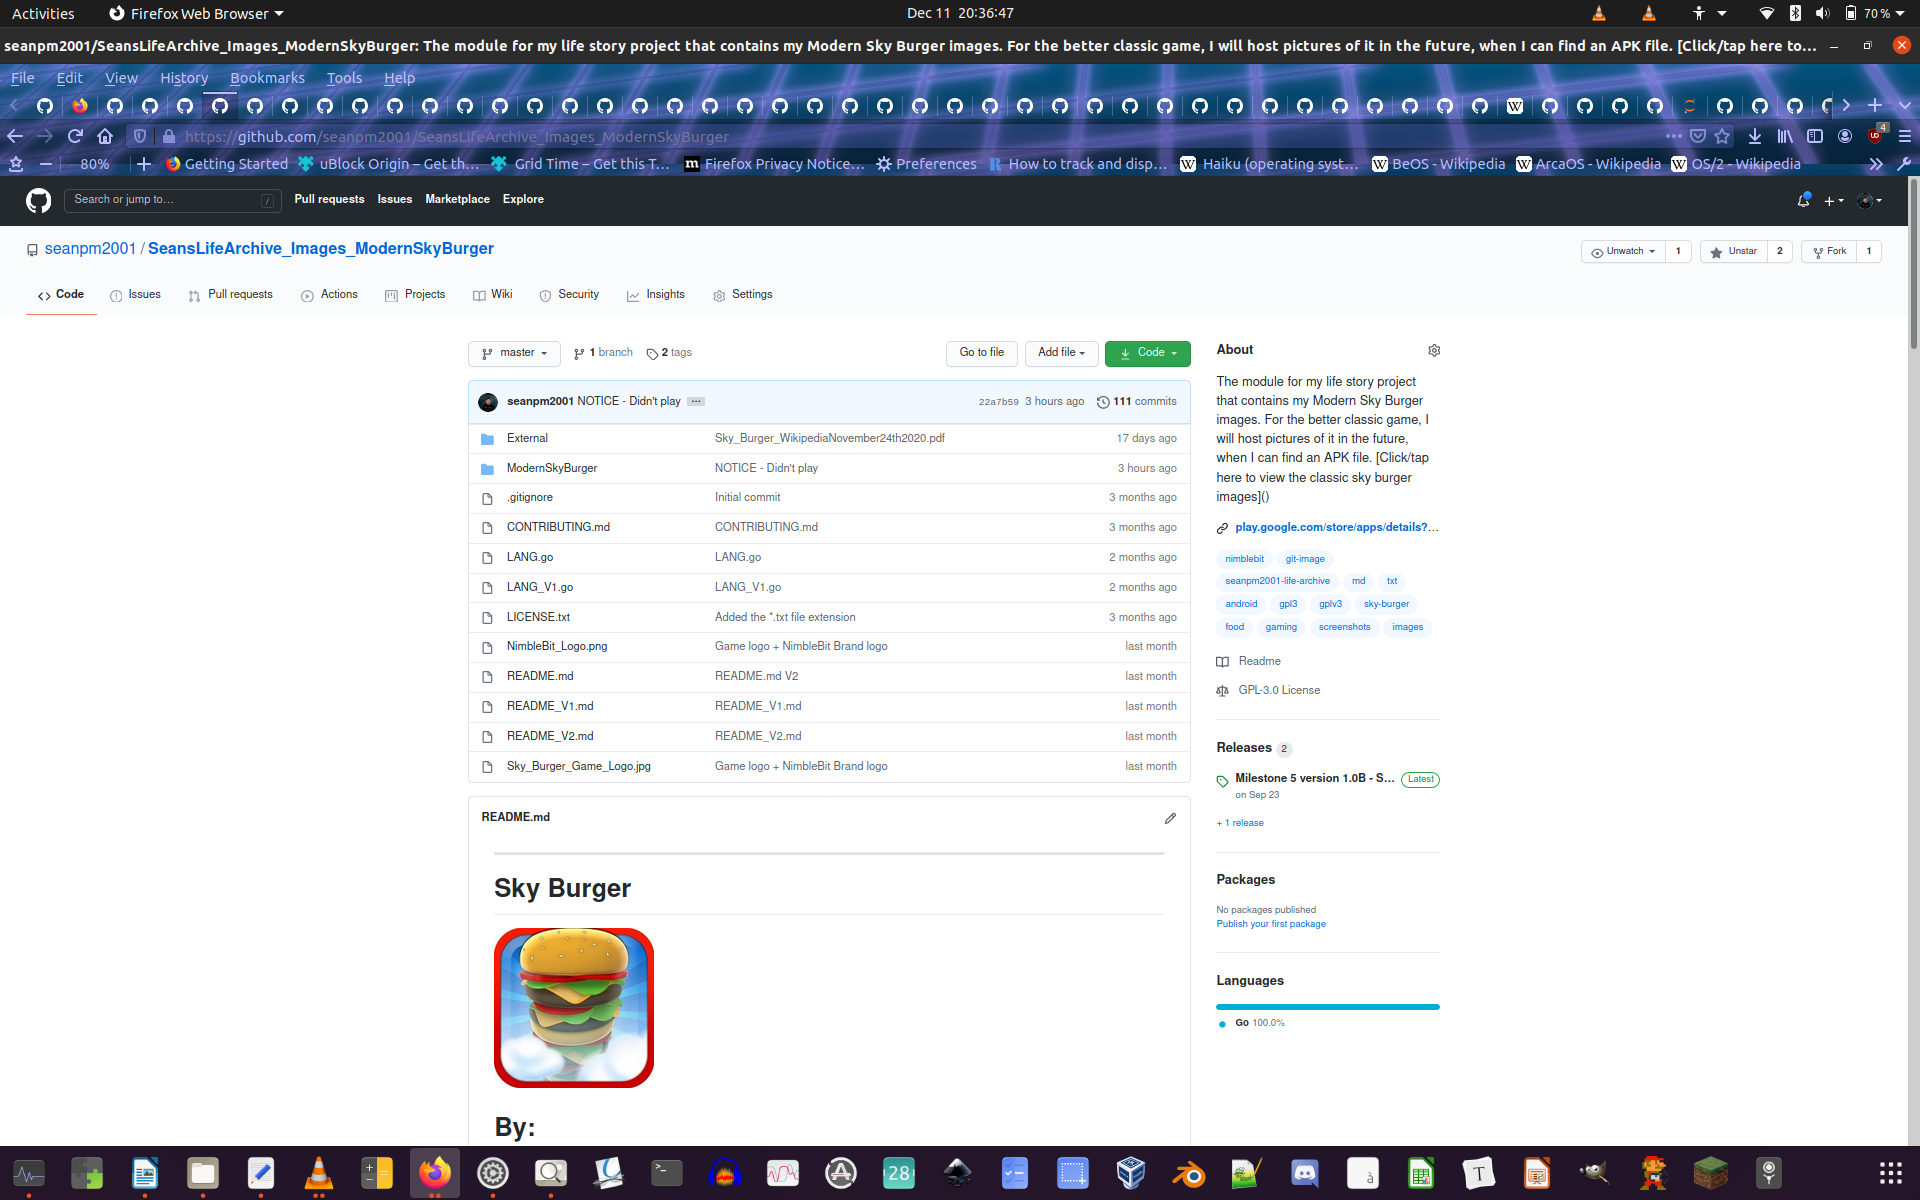 Activities
Firefox Web Browser
Dec 11 20:36:47
70 %
seanpm2001/SeansLifeArchive_Images_ModernSkyBurger: The module for my life story project that contains my Modern Sky Burger images. For the better classic game, I will host pictures of it in the future, when I can find an APK file. [Click/tap here to...
File Edit View History Bookmarks Tools Help
https://github.com/seanpm2001/SeansLifeArchive_Images_ModernSkyBurger
4
80%
Getting Started
uBlock Origin – Get th...
Grid Time – Get this T...
Firefox Privacy Notice...
Preferences
How to track and disp...
Haiku (operating syst...
BeOS - Wikipedia
ArcaOS - Wikipedia
OS/2 - Wikipedia
Search or jump to...
/
Pull requests Issues Marketplace Explore
seanpm2001 / SeansLifeArchive_Images_ModernSkyBurger
Unwatch 1
Unstar 2
Fork 1
Code
Issues
Pull requests
Actions
Projects
Wiki
Security
Insights
Settings
master
1 branch
2 tags
Go to file
Add file
Code
seanpm2001 NOTICE - Didn't play ...
22a7b59 3 hours ago
111 commits
External Sky_Burger_WikipediaNovember24th2020.pdf 17 days ago
ModernSkyBurger NOTICE - Didn't play 3 hours ago
.gitignore Initial commit 3 months ago
CONTRIBUTING.md CONTRIBUTING.md 3 months ago
LANG.go LANG.go 2 months ago
LANG_V1.go LANG_V1.go 2 months ago
LICENSE.txt Added the *.txt file extension 3 months ago
NimbleBit_Logo.png Game logo + NimbleBit Brand logo last month
README.md README.md V2 last month
README_V1.md README_V1.md last month
README_V2.md README_V2.md last month
Sky_Burger_Game_Logo.jpg Game logo + NimbleBit Brand logo last month
README.md
Sky Burger
By:
About
The module for my life story project
that contains my Modern Sky Burger
images. For the better classic game, I
will host pictures of it in the future,
when I can find an APK file. [Click/tap
here to view the classic sky burger
images]()
play.google.com/store/apps/details?...
nimblebit git-image
seanpm2001-life-archive md txt
android gpl3 gplv3 sky-burger
food gaming screenshots images
Readme
GPL-3.0 License
Releases 2
Milestone 5 version 1.0B - S... Latest
on Sep 23
+ 1 release
Packages
No packages published
Publish your first package
Languages
Go 100.0%
28